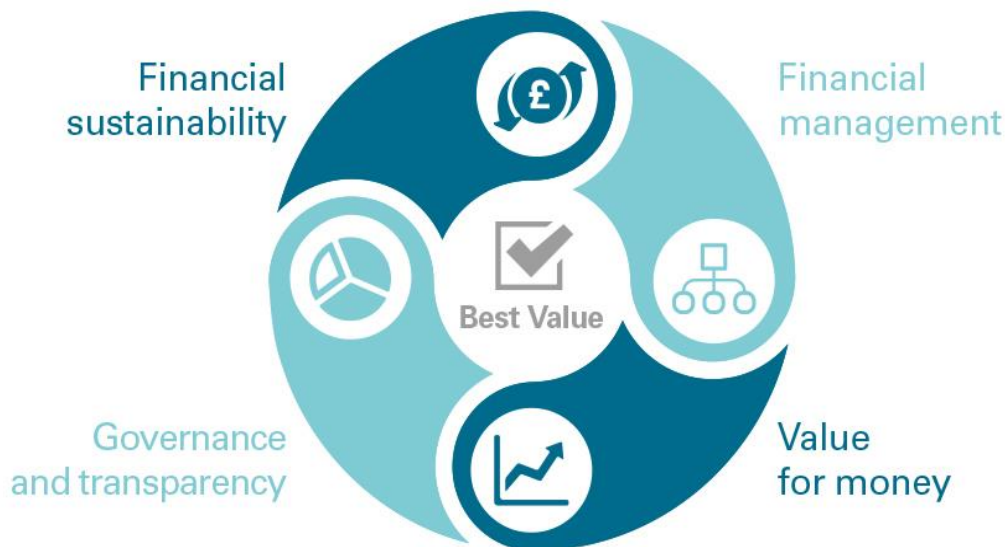 Financial
sustainability
Financial
management
£
Best Value
Governance
and transparency
Value
for money